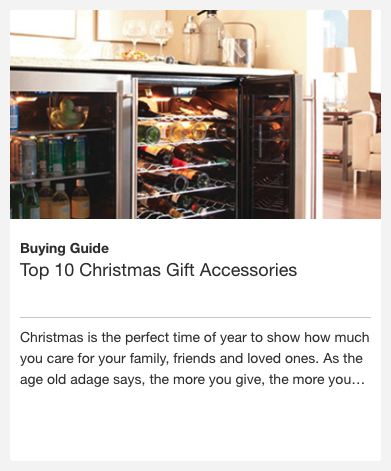 Buying Guide
Top 10 Christmas Gift Accessories
Christmas is the perfect time of year to show how much
you care for your family, friends and loved ones. As the
age old adage says, the more you give, the more you…